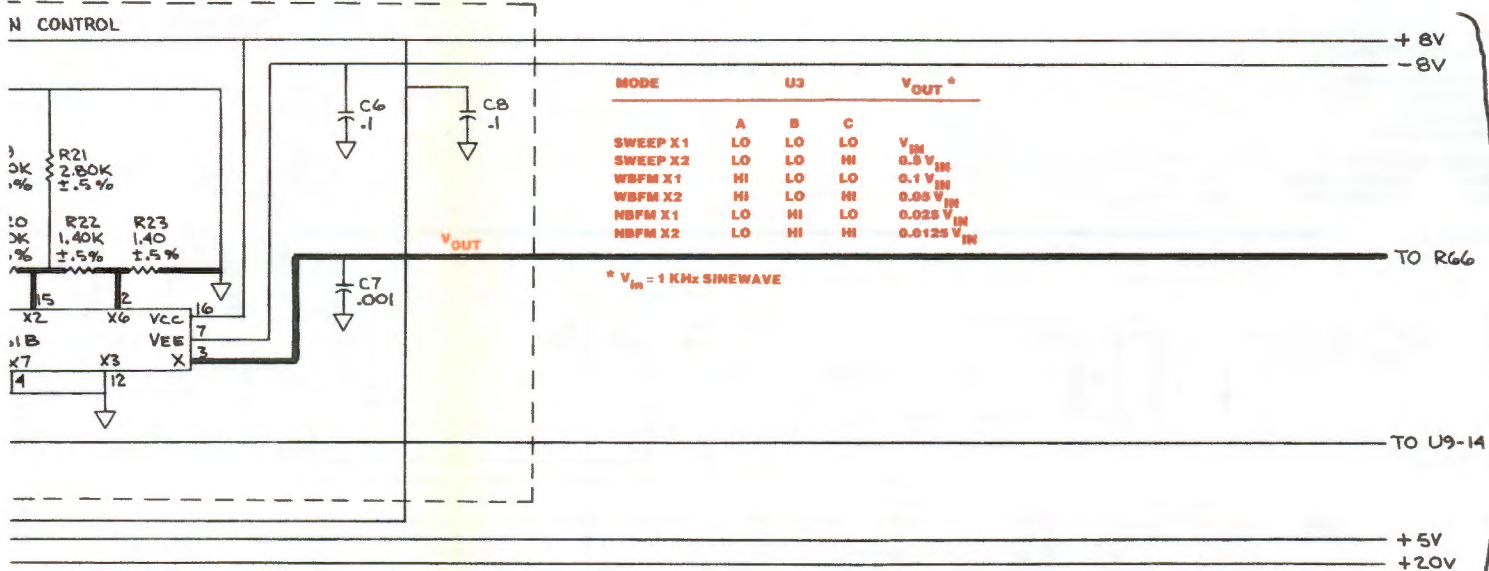 N CONTROL
+ 8V
-8V
MODE U3 VOUT *
A B C
SWEEP X1 LO LO LO VIN
SWEEP X2 LO LO HI 0.5 VIN
WBFM X1 HI LO LO 0.1 VIN
WBFM X2 HI LO HI 0.05 VIN
NBFM X1 LO HI LO 0.025 VIN
NBFM X2 LO HI HI 0.0125 VIN
* Vin = 1 KHz SINEWAVE
C6
.1
C8
.1
R21
2.80K
±.5%
R22
1.40K
±.5%
R23
1.40
±.5%
VOUT
C7
.001
TO R66
15
2
16
X2 X6 VCC
7
VEE
3
X7 X3 X
4
12
TO U9-14
+5V
+20V